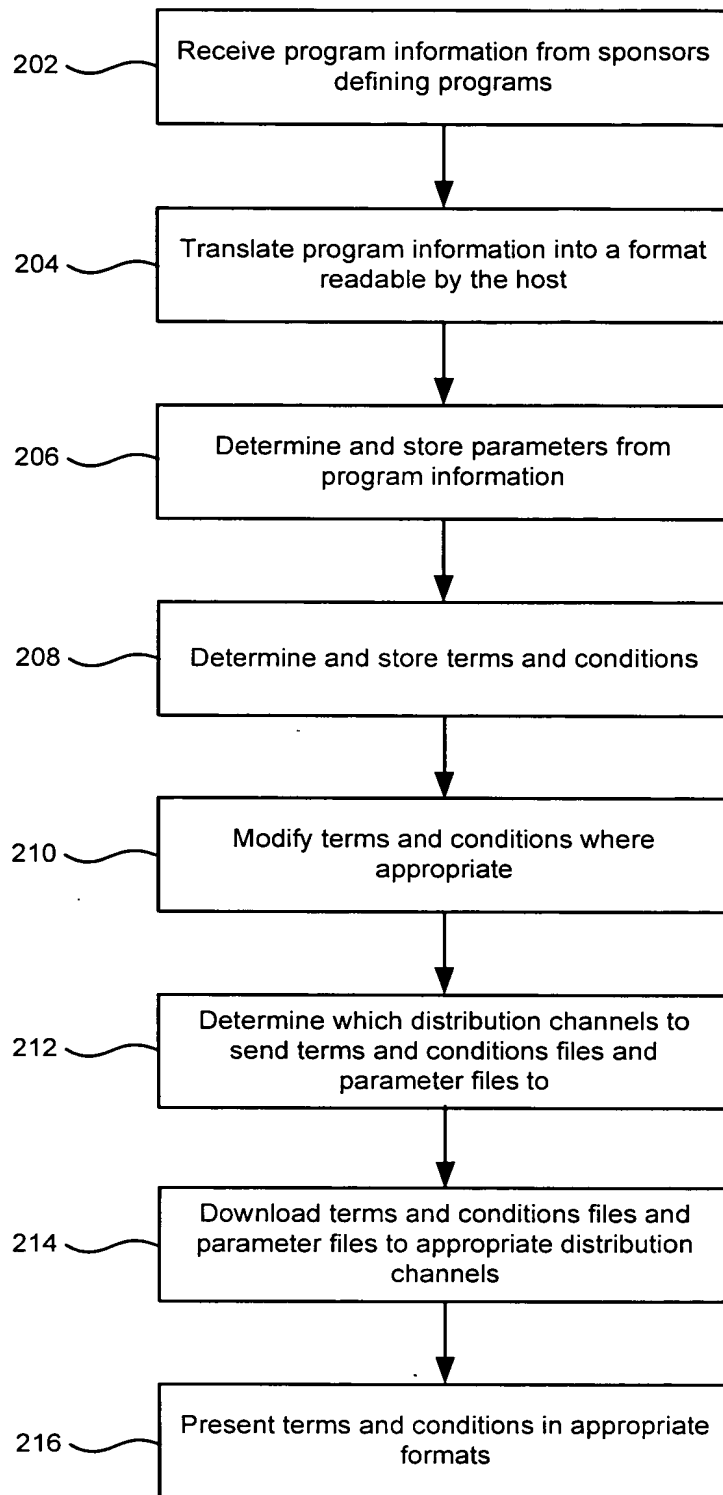 202
Receive program information from sponsors
defining programs
204
Translate program information into a format
readable by the host
206
Determine and store parameters from
program information
208
Determine and store terms and conditions
210
Modify terms and conditions where
appropriate
212
Determine which distribution channels to
send terms and conditions files and
parameter files to
214
Download terms and conditions files and
parameter files to appropriate distribution
channels
216
Present terms and conditions in appropriate
formats